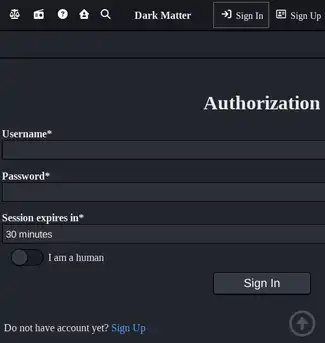 Dark Matter Sign In Sign Up
Authorization
Username*
Password*
Session expires in*
30 minutes
I am a human
Sign In
Do not have account yet? Sign Up